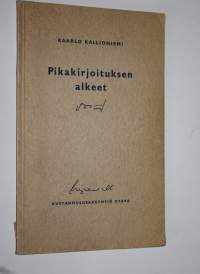 KAARLO KALLIONIEMI
Pikakirjoituksen
alkeet
KUSTANNUSOSAKEYHTIÖ OTAVA